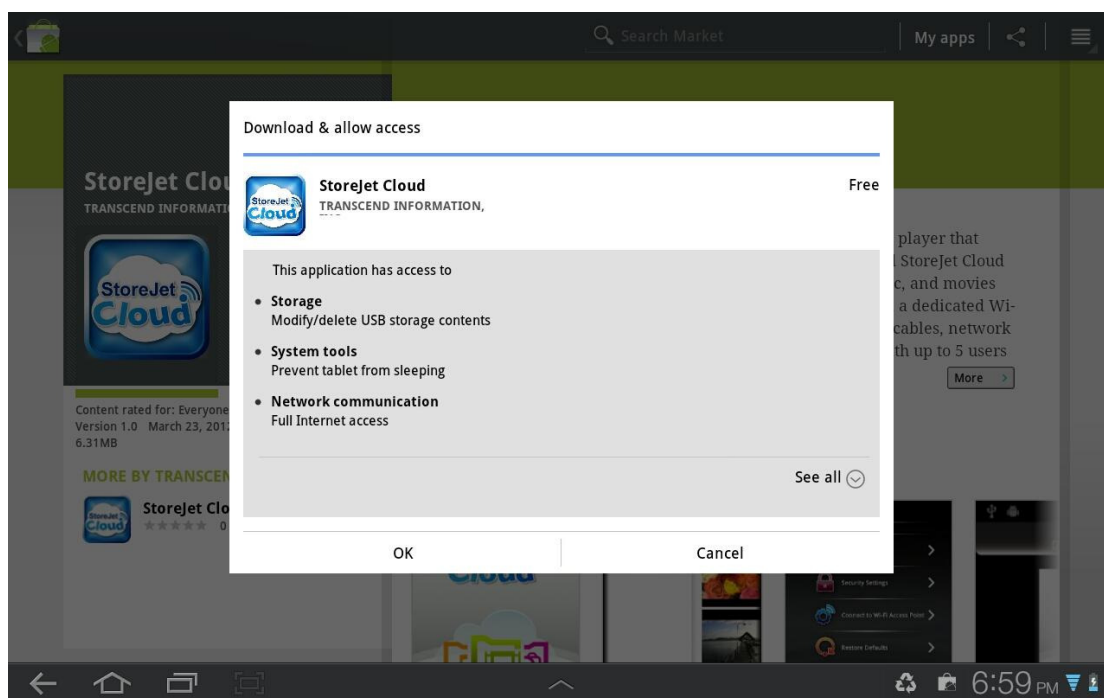 Search Market
My apps
Download & allow access
StoreJet Clou
TRANSCEND INFORMATI
StoreJet
Cloud
StoreJet
Cloud
StoreJet Cloud
TRANSCEND INFORMATION,
Free
This application has access to
Storage
Modify/delete USB storage contents
System tools
Prevent tablet from sleeping
Network communication
Full Internet access
See all
OK
Cancel
player that
StoreJet Cloud
c, and movies
a dedicated Wi-
cables, network
th up to 5 users
More
Content rated for: Everyone
Version 1.0 March 23, 201
6.31MB
MORE BY TRANSCEN
StoreJet
Cloud
StoreJet Clo
0
Cloud
Security Settings
Connect to Wi-Fi Access Point
Restore Defaults
6:59 PM